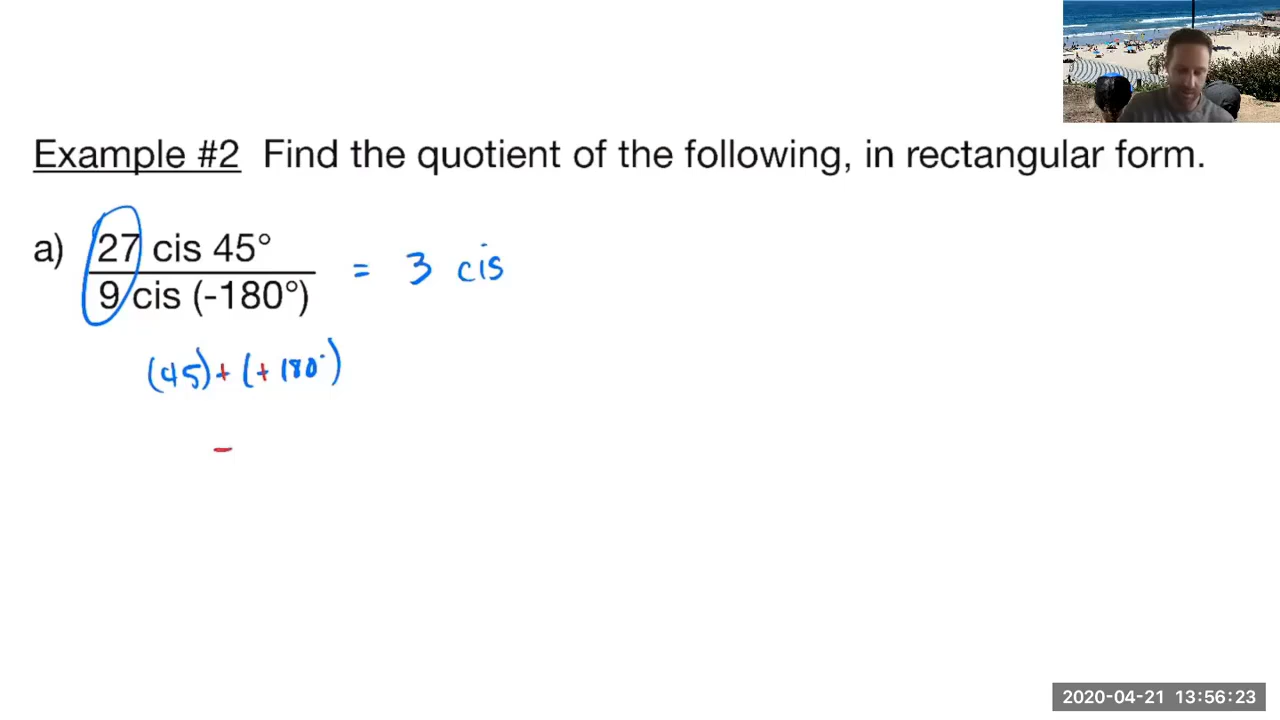 Example #2 Find the quotient of the following, in rectangular form.
a) 27 cis 45°
9 cis (-180°)
= 3 cis
(45) + (+ 180°)
-
2020-04-21 13:56:23